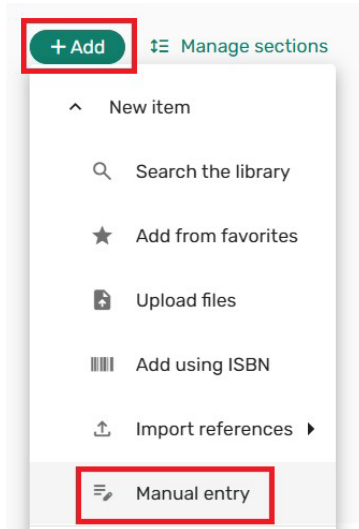 + Add
Manage sections
New item
Search the library
Add from favorites
Upload files
Add using ISBN
Import references
Manual entry